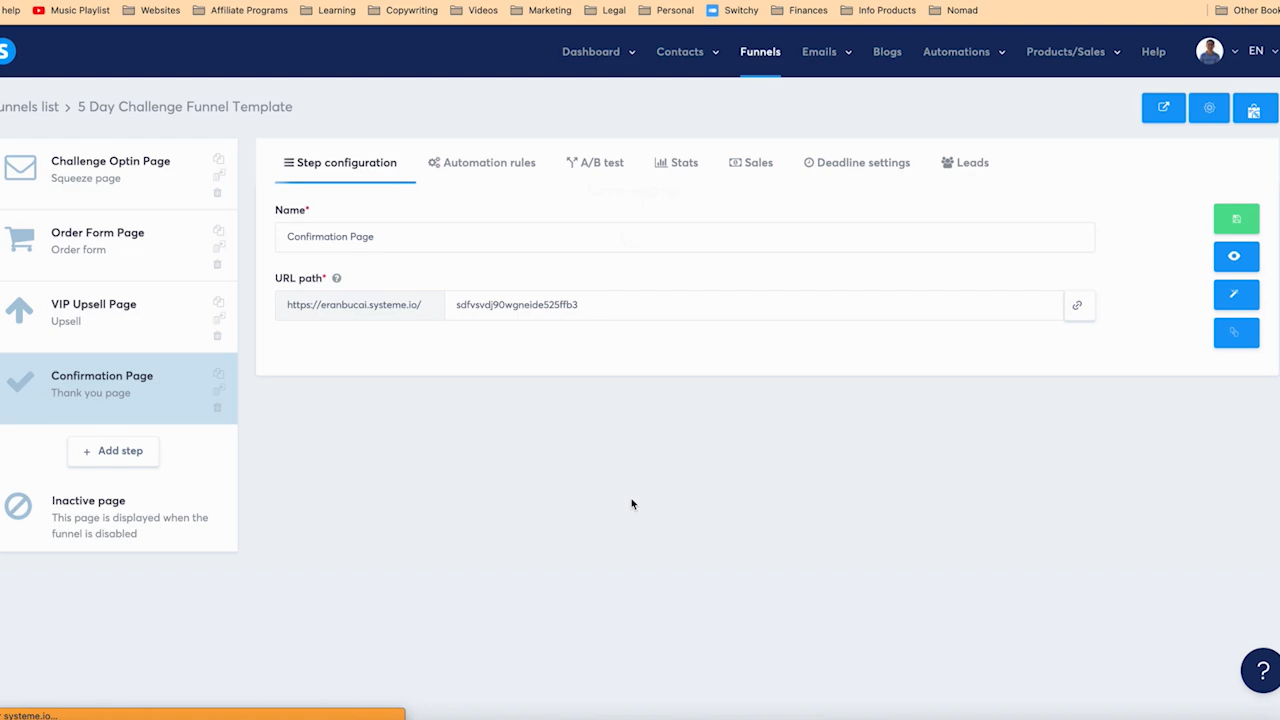 help Music Playlist Websites Affiliate Programs Learning Copywriting Videos Marketing Legal Personal Switchy Finances Info Products Nomad Other Book
S Dashboard Contacts Funnels Emails Blogs Automations Products/Sales Help EN
unnels list > 5 Day Challenge Funnel Template
Challenge Optin Page
Squeeze page
Order Form Page
Order form
VIP Upsell Page
Upsell
Confirmation Page
Thank you page
+ Add step
Inactive page
This page is displayed when the
funnel is disabled
Step configuration Automation rules A/B test Stats Sales Deadline settings Leads
Name*
Confirmation Page
URL path* ?
https://eranbucai.systeme.io/ sdfvsvdj90wgneide525ffb3
?
systeme.io...